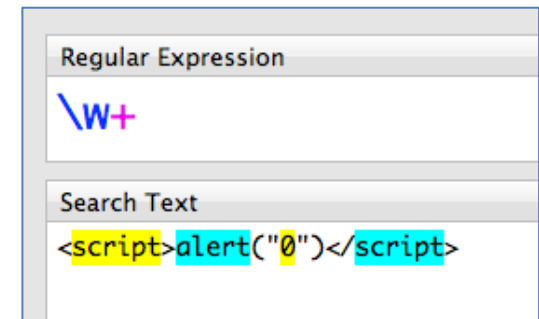 Regular Expression
\w+
Search Text
<script>alert("0")</script>